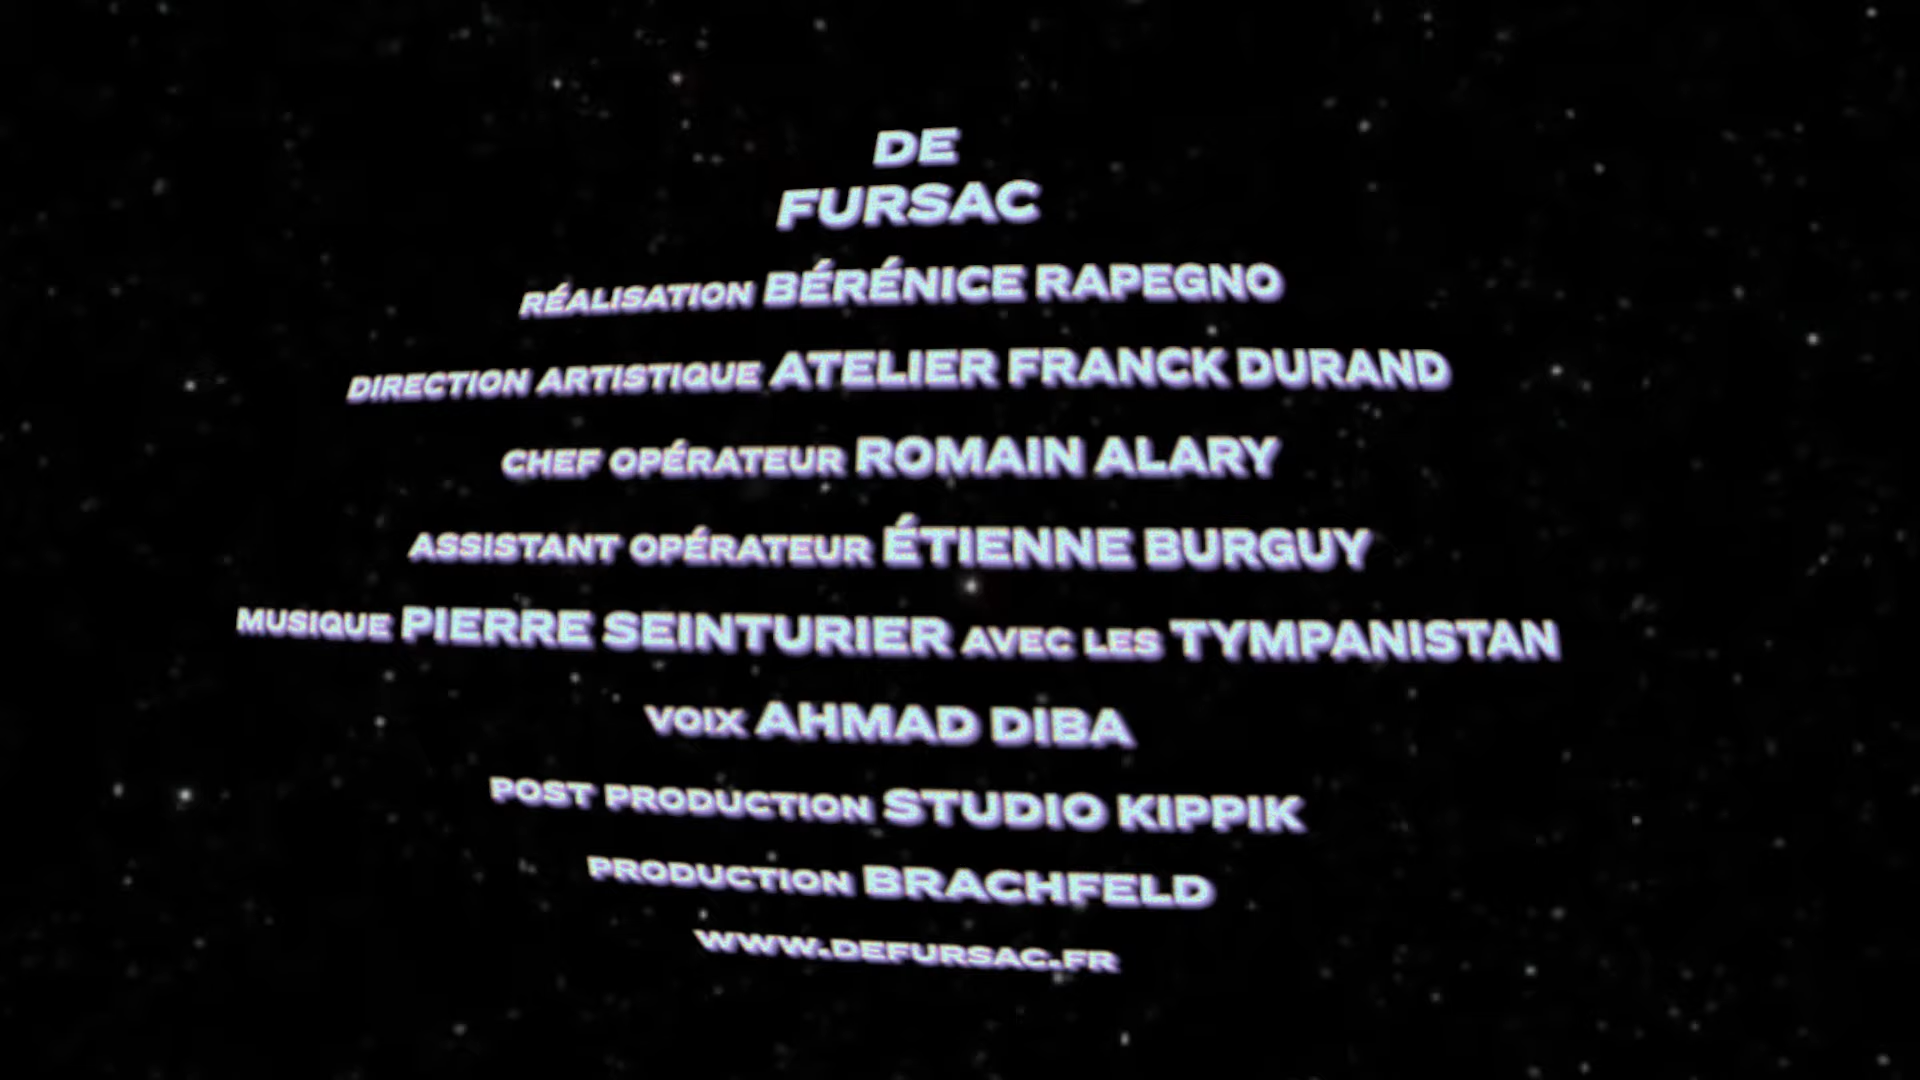 DE
FURSAC
RÉALISATION BÉRÉNICE RAPEGNO
DIRECTION ARTISTIQUE ATELIER FRANCK DURAND
CHEF OPÉRATEUR ROMAIN ALARY
ASSISTANT OPÉRATEUR ÉTIENNE BURGUY
MUSIQUE PIERRE SEINTURIER AVEC LES TYMPANISTAN
VOIX AHMAD DIBA
POST PRODUCTION STUDIO KIPPIK
PRODUCTION BRACHFELD
WWW.DEFURSAC.FR